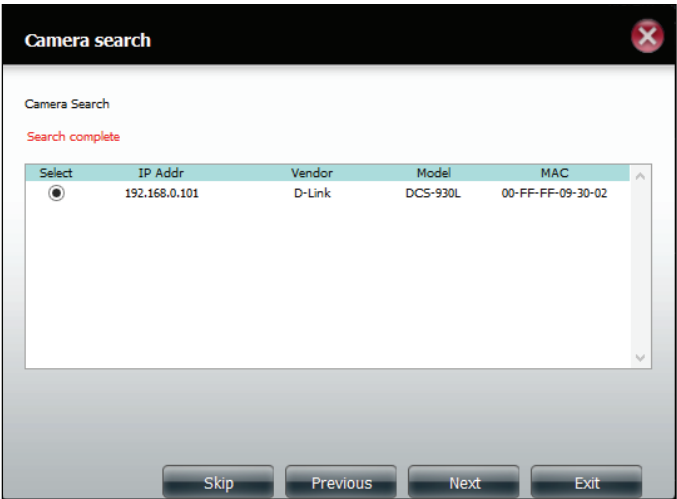 Camera search
Camera Search
Search complete
Select IP Addr Vendor Model MAC
192.168.0.101 D-Link DCS-930L 00-FF-FF-09-30-02
Skip Previous Next Exit